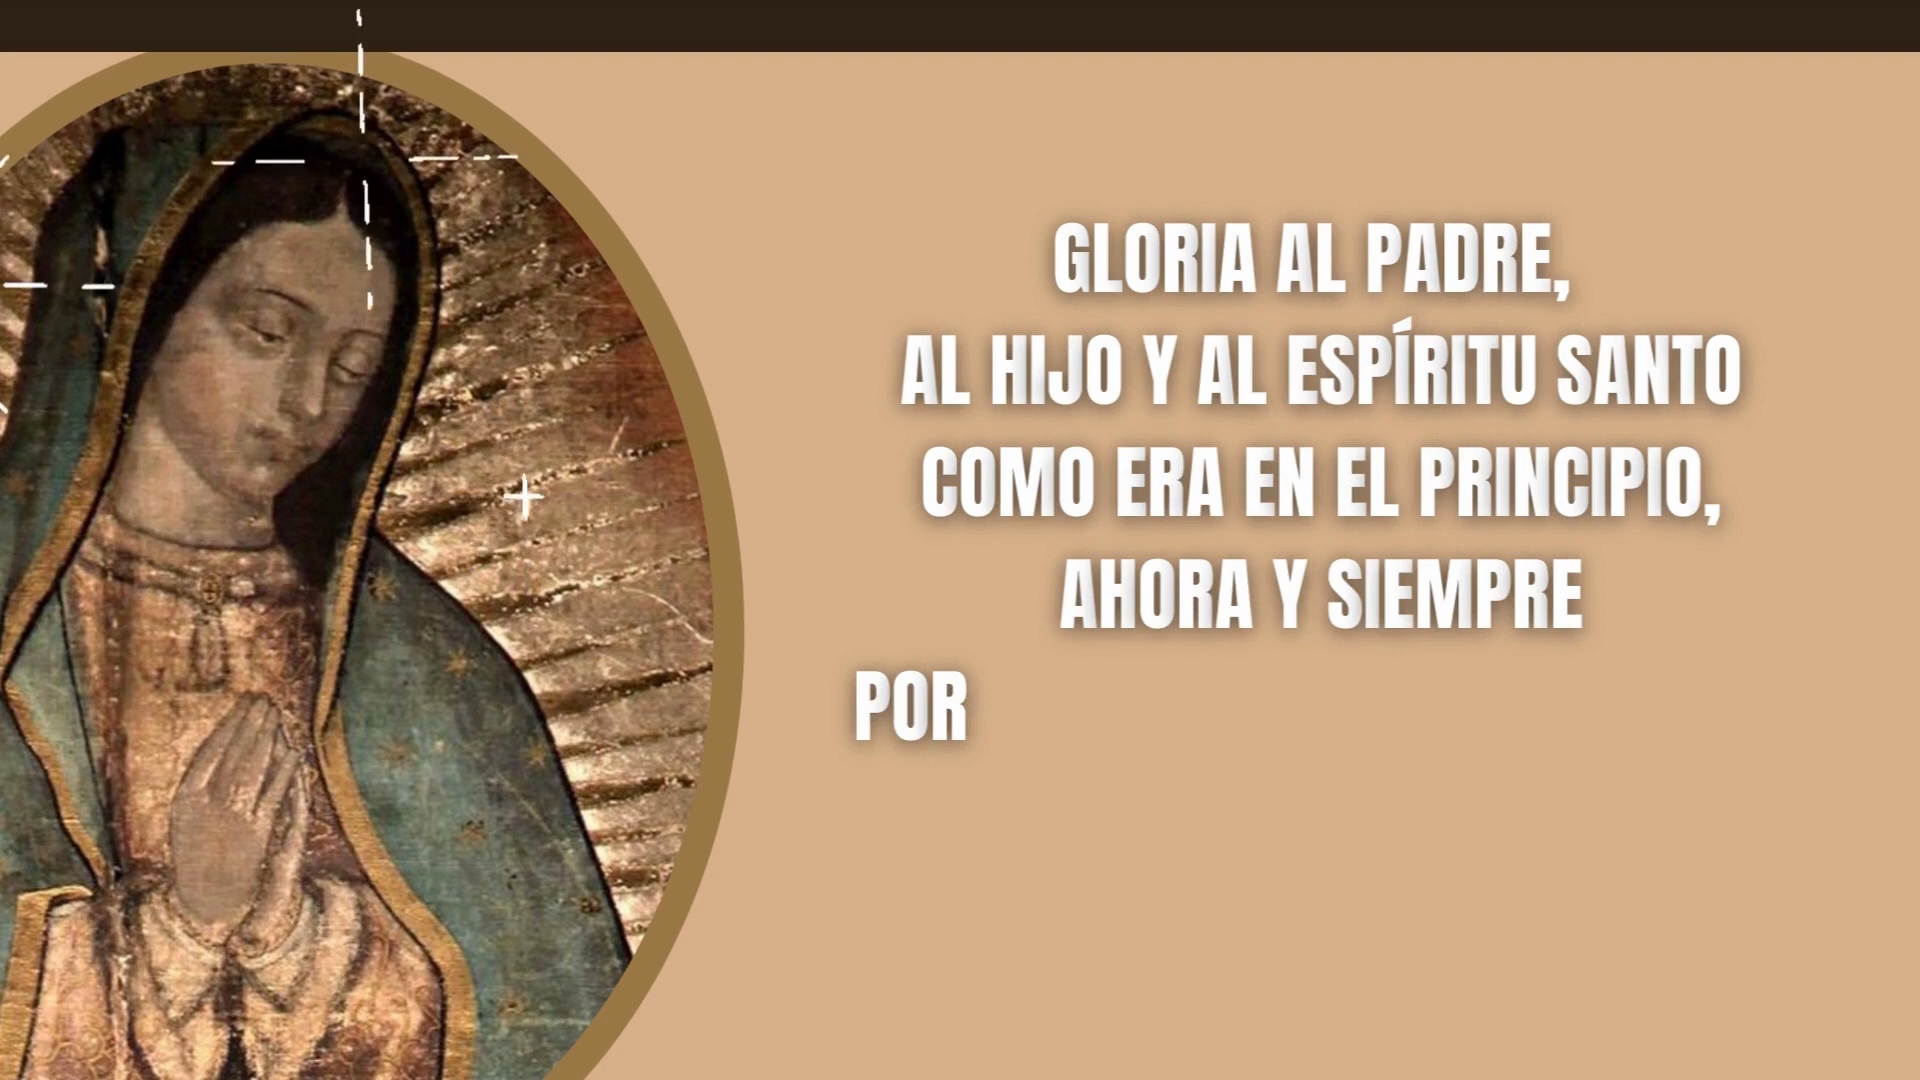 GLORIA AL PADRE,
AL HIJO Y AL ESPÍRITU SANTO
COMO ERA EN EL PRINCIPIO,
AHORA Y SIEMPRE
POR